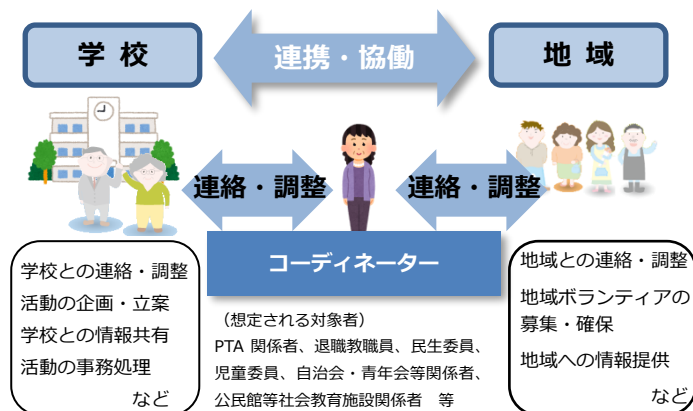 学校
連携・協働
地域
連絡・調整
連絡・調整
コーディネーター
学校との連絡・調整
活動の企画・立案
学校との情報共有
活動の事務処理
など
（想定される対象者）
PTA 関係者、退職教職員、民生委員、
児童委員、自治会・青年会等関係者、
公民館等社会教育施設関係者　等
地域との連絡・調整
地域ボランティアの
募集・確保
地域への情報提供
など